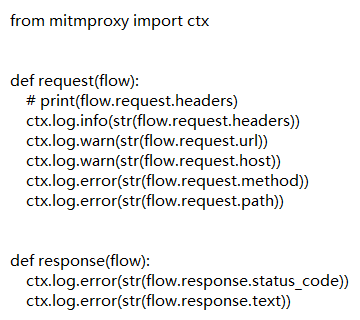 from mitmproxy import ctx
def request(flow):
# print(flow.request.headers)
ctx.log.info(str(flow.request.headers))
ctx.log.warn(str(flow.request.url))
ctx.log.warn(str(flow.request.host))
ctx.log.error(str(flow.request.method))
ctx.log.error(str(flow.request.path))
def response(flow):
ctx.log.error(str(flow.response.status_code))
ctx.log.error(str(flow.response.text))